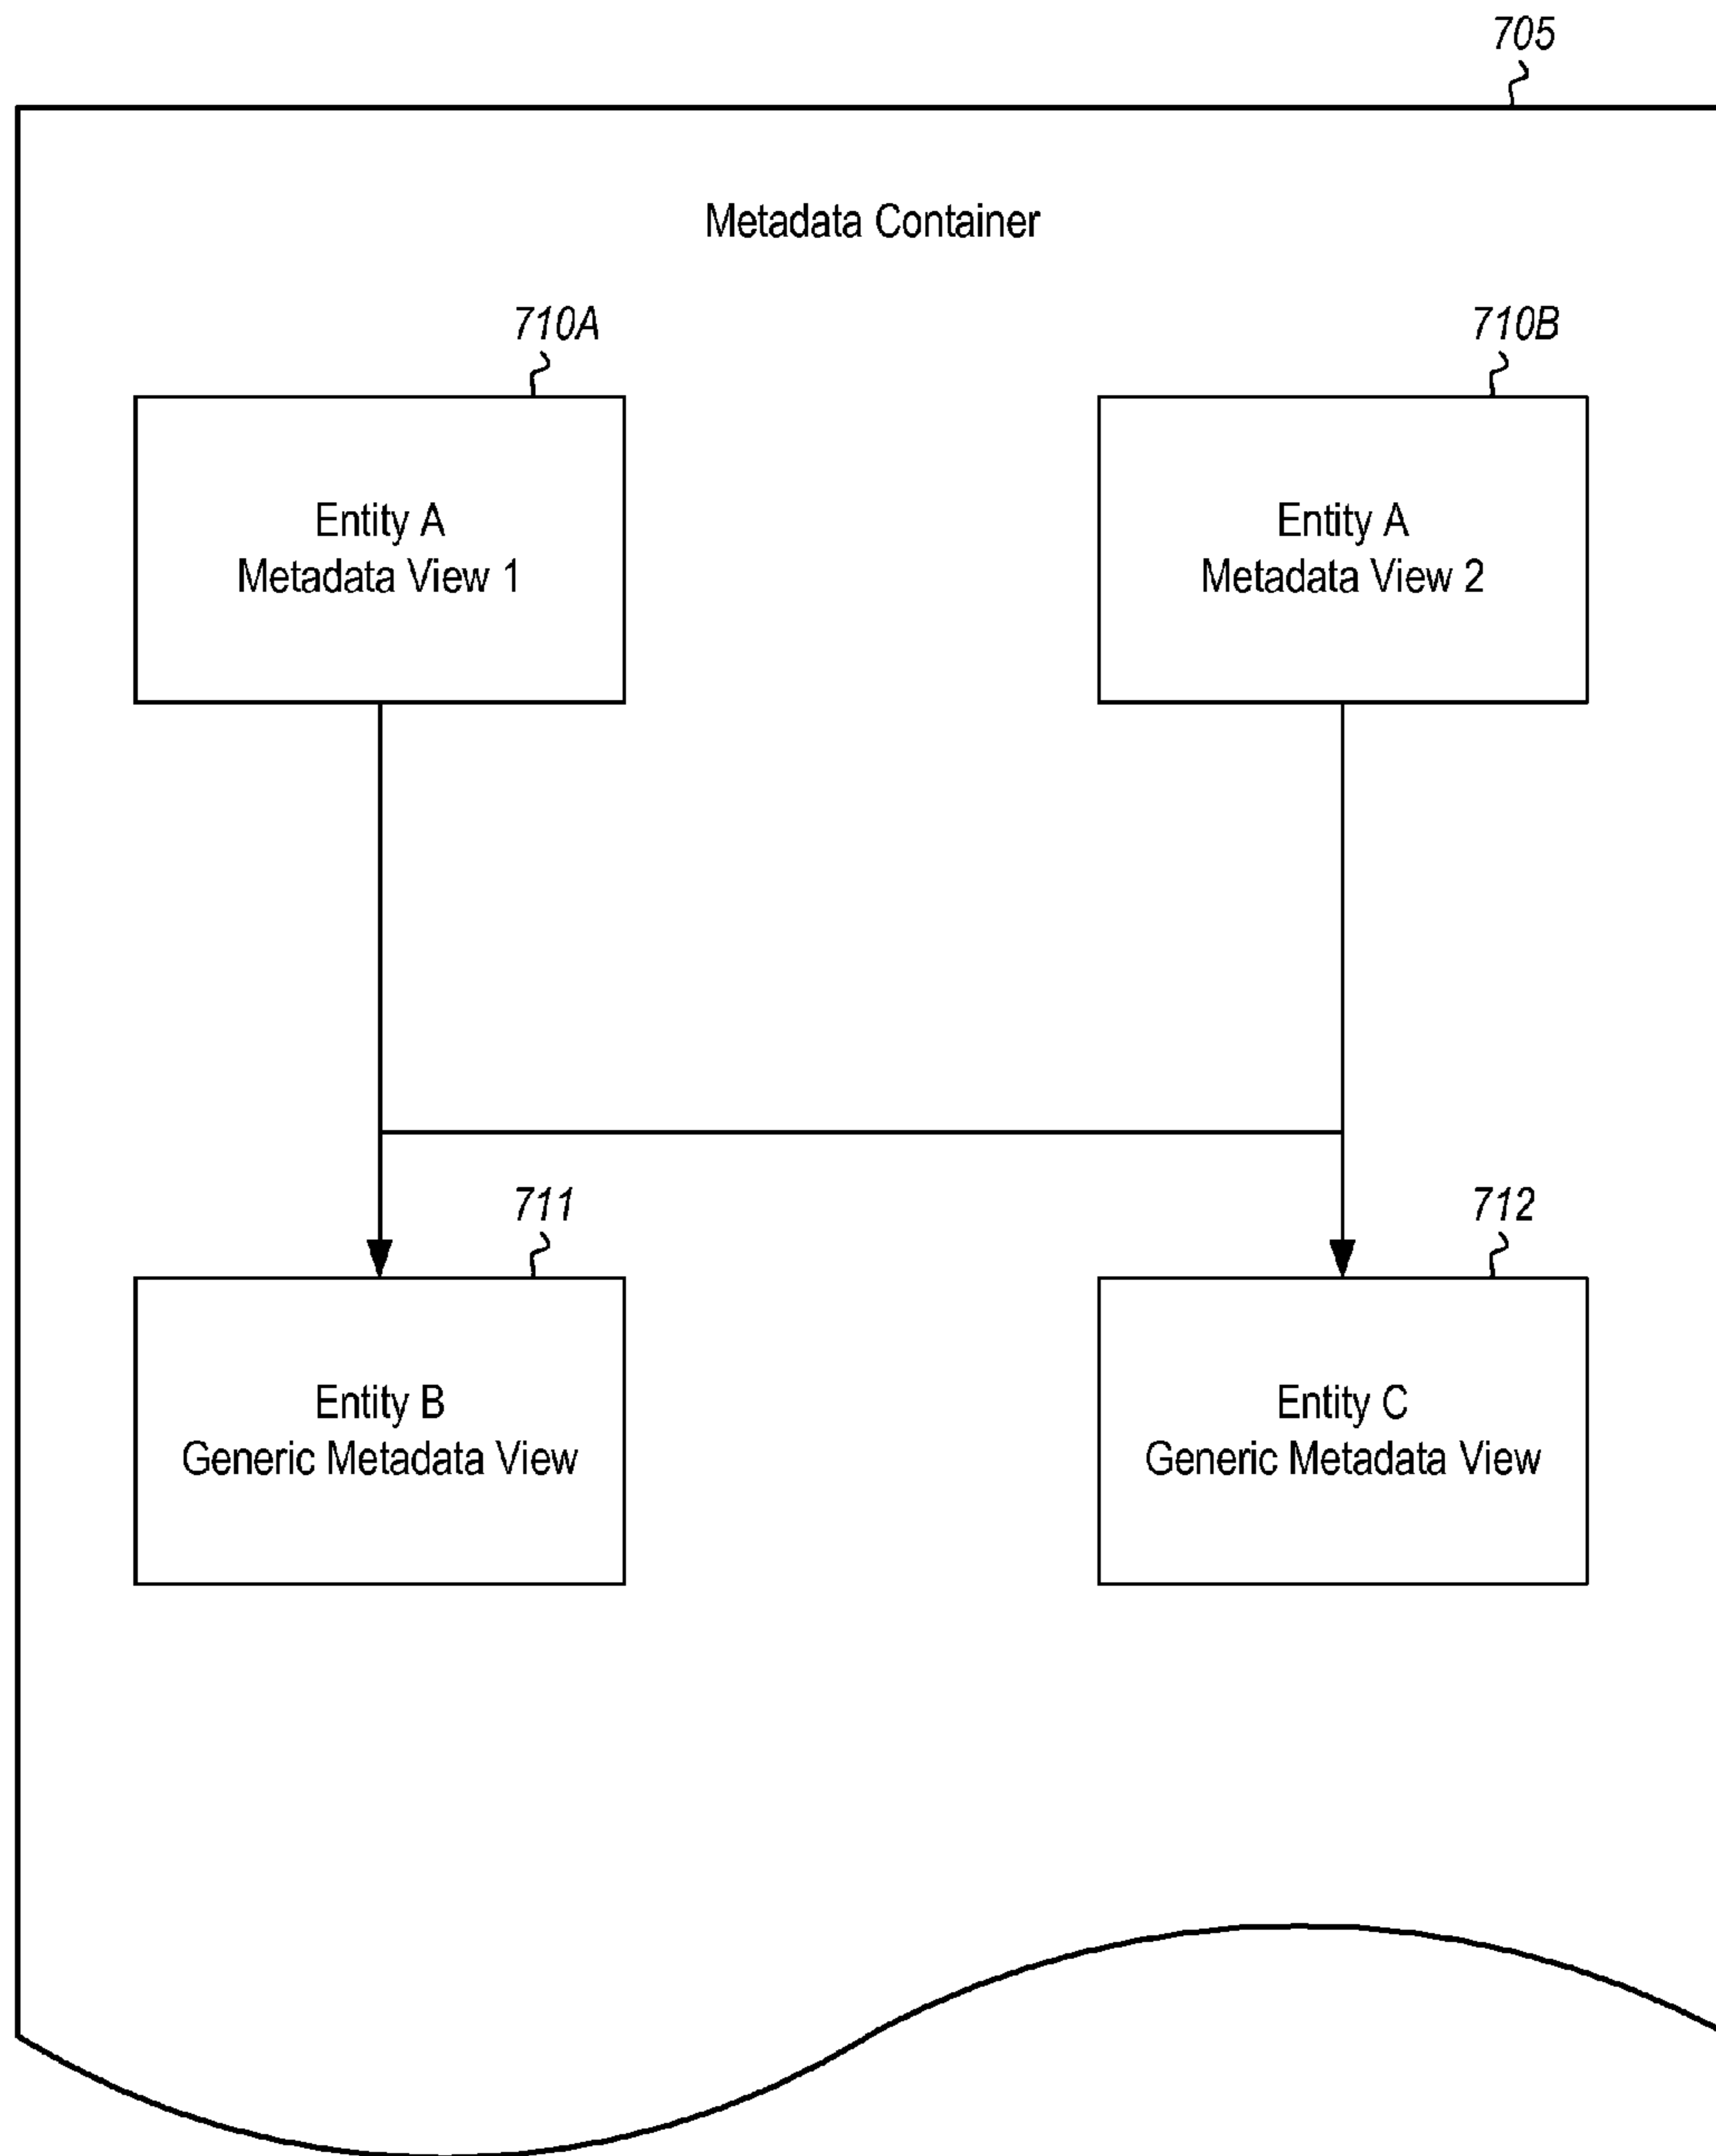 705
Metadata Container
710A
710B
Entity A
Metadata View 1
Entity A
Metadata View 2
711
712
Entity B
Generic Metadata View
Entity C
Generic Metadata View